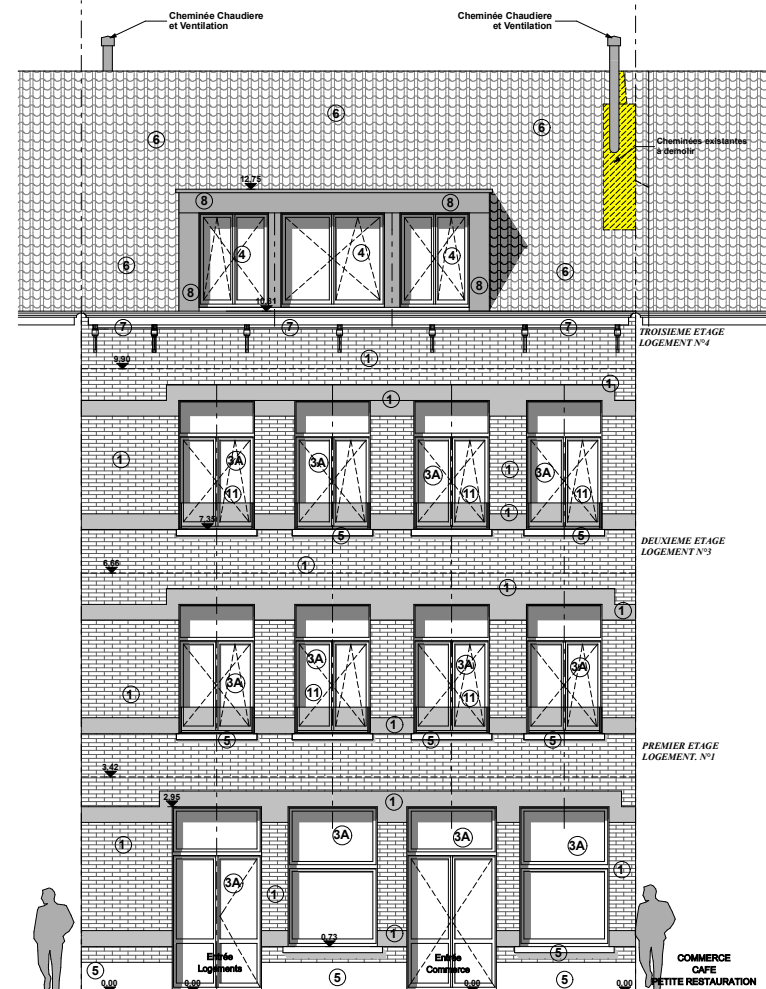 Cheminée Chaudiere
et Ventilation
Cheminée Chaudiere
et Ventilation
6
6
6
Cheminées existantes
à demolir
12,75
8
8
4
4
4
6
6
8
8
10,81
7
7
7
TROISIEME ETAGE
LOGEMENT N°4
9,90
1
1
1
1
3A
3A
3A
3A
1
11
11
11
1
7,35
5
5
DEUXIEME ETAGE
LOGEMENT N°3
6,66
1
1
1
3A
3A
3A
3A
1
11
11
1
5
5
5
PREMIER ETAGE
LOGEMENT. N°1
3,42
2,95
1
1
3A
3A
3A
1
3A
1
1
0,73
5
Entrée
Logements
Entrée
Commerce
COMMERCE
CAFE
PETITE RESTAURATION
5
5
5
0,00
0,00
0,00